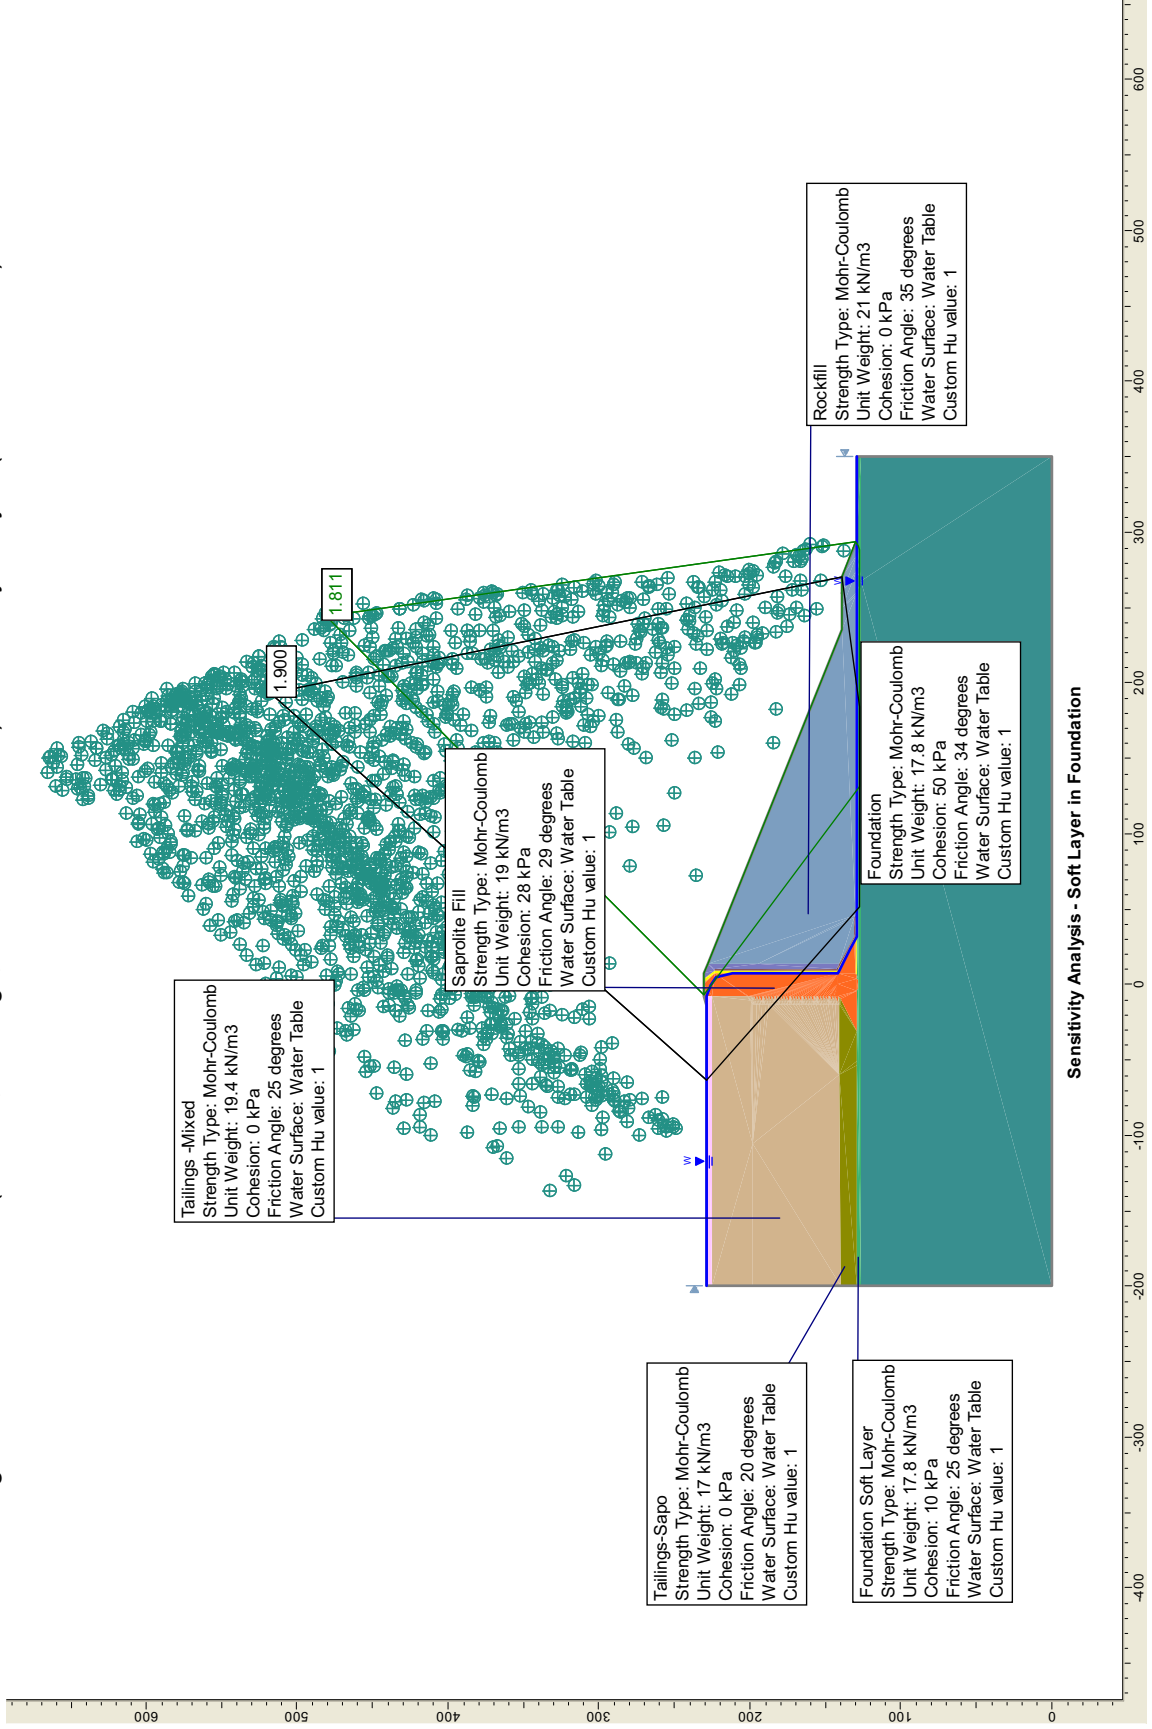 Tailings -Mixed
Strength Type: Mohr-Coulomb
Unit Weight: 19.4 kN/m3
Cohesion: 0 kPa
Friction Angle: 25 degrees
Water Surface: Water Table
Custom Hu value: 1
1.900
1.811
Saprolite Fill
Strength Type: Mohr-Coulomb
Unit Weight: 19 kN/m3
Cohesion: 28 kPa
Friction Angle: 29 degrees
Water Surface: Water Table
Custom Hu value: 1
Tailings-Sapo
Strength Type: Mohr-Coulomb
Unit Weight: 17 kN/m3
Cohesion: 0 kPa
Friction Angle: 20 degrees
Water Surface: Water Table
Custom Hu value: 1
Rockfill
Strength Type: Mohr-Coulomb
Unit Weight: 21 kN/m3
Cohesion: 0 kPa
Friction Angle: 35 degrees
Water Surface: Water Table
Custom Hu value: 1
Foundation Soft Layer
Strength Type: Mohr-Coulomb
Unit Weight: 17.8 kN/m3
Cohesion: 10 kPa
Friction Angle: 25 degrees
Water Surface: Water Table
Custom Hu value: 1
Foundation
Strength Type: Mohr-Coulomb
Unit Weight: 17.8 kN/m3
Cohesion: 50 kPa
Friction Angle: 34 degrees
Water Surface: Water Table
Custom Hu value: 1
W
W
Sensitivity Analysis - Soft Layer in Foundation
600
500
400
300
200
100
0
-400
-300
-200
-100
0
100
200
300
400
500
600